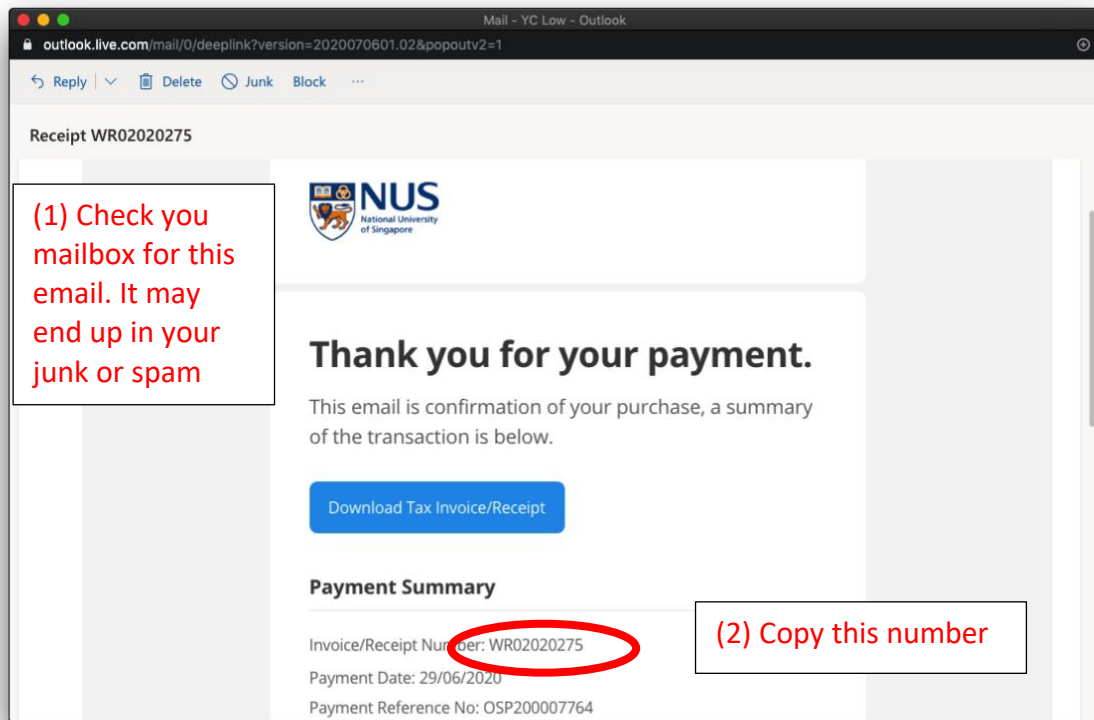 Mail - YC Low - Outlook
outlook.live.com/mail/0/deeplink?version=2020070601.02&popoutv2=1
Reply Delete Junk Block ...
Receipt WR02020275
NUS
National University
of Singapore
(1) Check you
mailbox for this
email. It may
end up in your
junk or spam
Thank you for your payment.
This email is confirmation of your purchase, a summary
of the transaction is below.
Download Tax Invoice/Receipt
Payment Summary
(2) Copy this number
Invoice/Receipt Number: WR02020275
Payment Date: 29/06/2020
Payment Reference No: OSP200007764